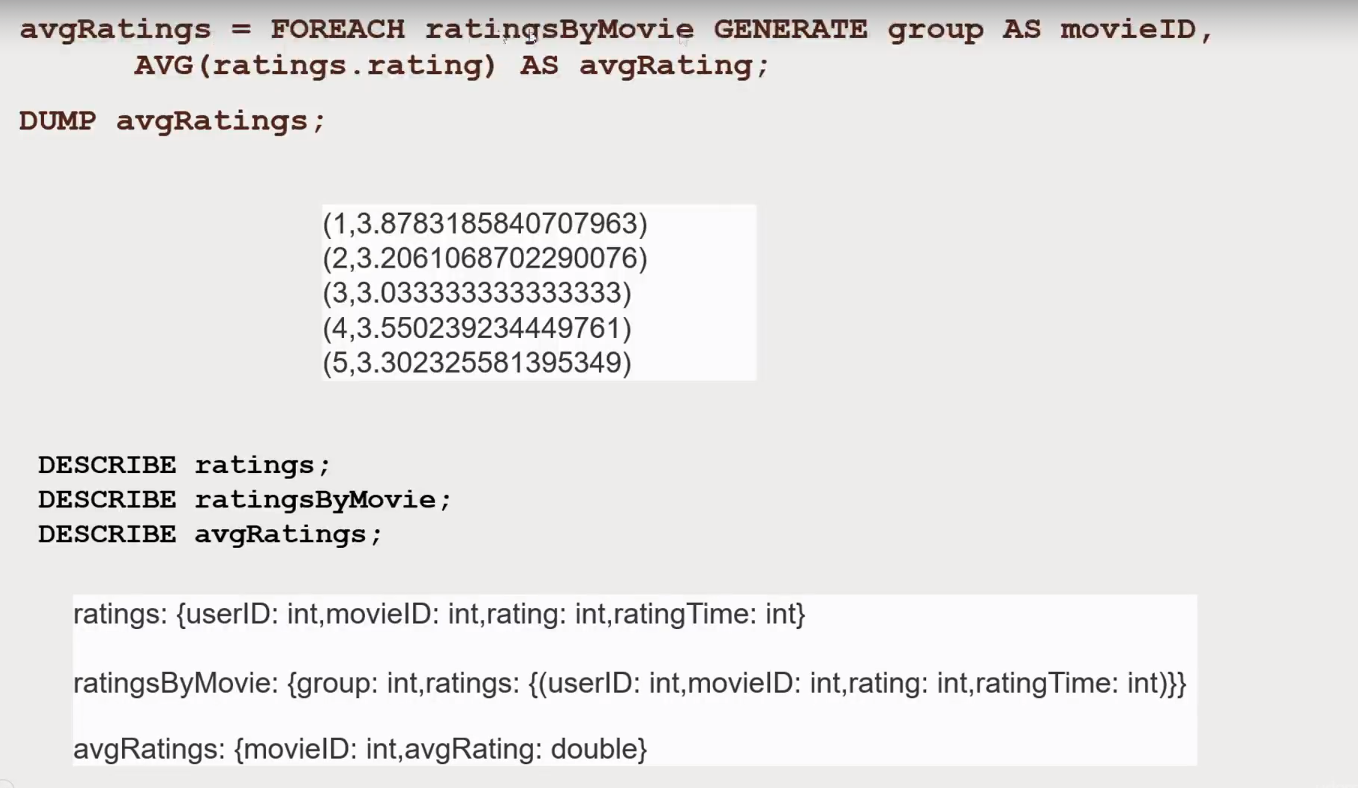 avgRatings = FOREACH ratingsByMovie GENERATE group AS movieID,
AVG(ratings.rating) AS avgRating;
DUMP avgRatings;
(1,3.8783185840707963)
(2,3.2061068702290076)
(3,3.033333333333333)
(4,3.550239234449761)
(5,3.302325581395349)
DESCRIBE ratings;
DESCRIBE ratingsByMovie;
DESCRIBE avgRatings;
ratings: {userID: int,movieID: int,rating: int,ratingTime: int}
ratingsByMovie: {group: int,ratings: {(userID: int,movieID: int,rating: int,ratingTime: int)}}
avgRatings: {movieID: int,avgRating: double}